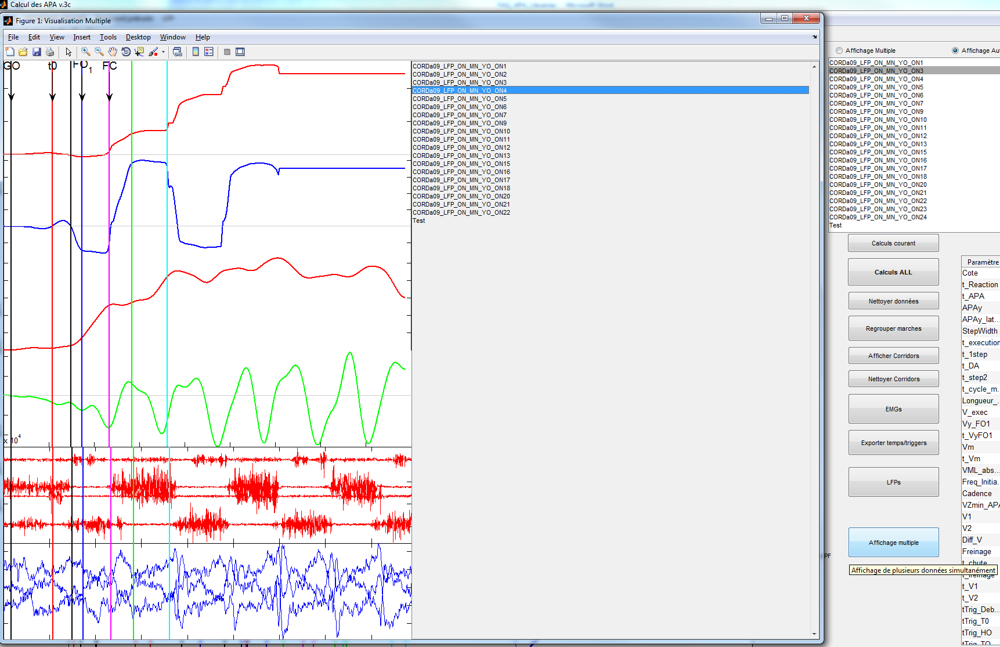 Calcul des APA v.3c
Figure 1: Visualisation Multiple
File Edit View Insert Tools Desktop Window Help
GO t0 FO1 FC
x 10^4
CORDa09_LFP_ON_MN_YO_ON1
CORDa09_LFP_ON_MN_YO_ON2
CORDa09_LFP_ON_MN_YO_ON3
CORDa09_LFP_ON_MN_YO_ON4
CORDa09_LFP_ON_MN_YO_ON5
CORDa09_LFP_ON_MN_YO_ON6
CORDa09_LFP_ON_MN_YO_ON7
CORDa09_LFP_ON_MN_YO_ON9
CORDa09_LFP_ON_MN_YO_ON10
CORDa09_LFP_ON_MN_YO_ON11
CORDa09_LFP_ON_MN_YO_ON12
CORDa09_LFP_ON_MN_YO_ON13
CORDa09_LFP_ON_MN_YO_ON15
CORDa09_LFP_ON_MN_YO_ON16
CORDa09_LFP_ON_MN_YO_ON17
CORDa09_LFP_ON_MN_YO_ON18
CORDa09_LFP_ON_MN_YO_ON20
CORDa09_LFP_ON_MN_YO_ON21
CORDa09_LFP_ON_MN_YO_ON22
Test
Affichage Multiple
Affichage Aut
CORDa09_LFP_ON_MN_YO_ON1
CORDa09_LFP_ON_MN_YO_ON3
CORDa09_LFP_ON_MN_YO_ON4
CORDa09_LFP_ON_MN_YO_ON5
CORDa09_LFP_ON_MN_YO_ON6
CORDa09_LFP_ON_MN_YO_ON7
CORDa09_LFP_ON_MN_YO_ON9
CORDa09_LFP_ON_MN_YO_ON10
CORDa09_LFP_ON_MN_YO_ON11
CORDa09_LFP_ON_MN_YO_ON12
CORDa09_LFP_ON_MN_YO_ON13
CORDa09_LFP_ON_MN_YO_ON15
CORDa09_LFP_ON_MN_YO_ON16
CORDa09_LFP_ON_MN_YO_ON17
CORDa09_LFP_ON_MN_YO_ON18
CORDa09_LFP_ON_MN_YO_ON20
CORDa09_LFP_ON_MN_YO_ON21
CORDa09_LFP_ON_MN_YO_ON22
CORDa09_LFP_ON_MN_YO_ON23
CORDa09_LFP_ON_MN_YO_ON24
Test
Calculs courant
Calculs ALL
Nettoyer données
Regrouper marches
Afficher Corridors
Nettoyer Corridors
EMGs
Exporter temps/triggers
LFPs
Affichage multiple
PF
Affichage de plusieurs données simultanément
Paramètre
Cote
t_Reaction
t_APA
APAy
APAy_lat...
StepWidth
t_execution
t_1step
t_DA
t_step2
t_cycle_m...
Longueur_...
V_exec
Vy_FO1
t_VyFO1
Vm
t_Vm
VML_abs...
Freq_Initia...
Cadence
VZmin_APA
V1
V2
Diff_V
Freinage
t_chute
t_freinage
t_V1
t_V2
tTrig_Deb...
tTrig_T0
tTrig_HO
tTrig_TO